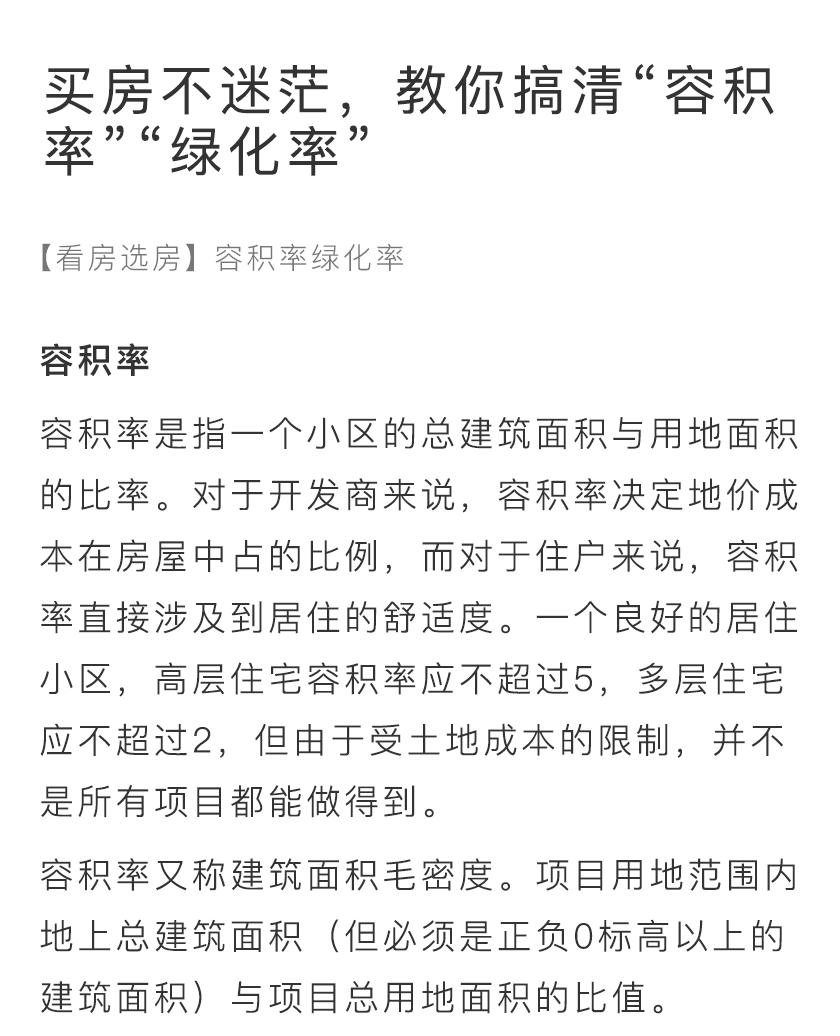 买房不迷茫，教你搞清“容积
率”“绿化率”
【看房选房】容积率绿化率
容积率
容积率是指一个小区的总建筑面积与用地面积
的比率。对于开发商来说，容积率决定地价成
本在房屋中占的比例，而对于住户来说，容积
率直接涉及到居住的舒适度。一个良好的居住
小区，高层住宅容积率应不超过5，多层住宅
应不超过2，但由于受土地成本的限制，并不
是所有项目都能做得到。
容积率又称建筑面积毛密度。项目用地范围内
地上总建筑面积（但必须是正负0标高以上的
建筑面积）与项目总用地面积的比值。